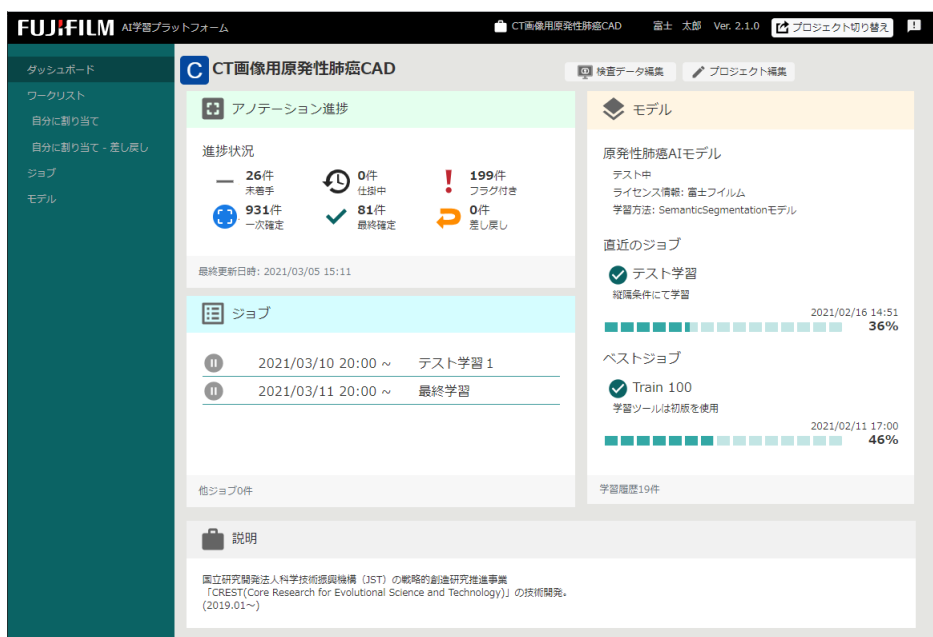 FUJIFILM AI学習プラットフォーム
CT画像用原発性肺癌CAD 富士 太郎 Ver. 2.1.0 プロジェクト切り替え
ダッシュボード
ワークリスト
自分に割り当て
自分に割り当て - 差し戻し
ジョブ
モデル
C CT画像用原発性肺癌CAD
検査データ編集 プロジェクト編集
アノテーション進捗
進捗状況
26件
未着手
0件
仕掛中
199件
フラグ付き
931件
一次確定
81件
最終確定
0件
差し戻し
最終更新日時: 2021/03/05 15:11
ジョブ
2021/03/10 20:00 ~ テスト学習1
2021/03/11 20:00 ~ 最終学習
他ジョブ0件
モデル
原発性肺癌AIモデル
テスト中
ライセンス情報: 富士フイルム
学習方法: SemanticSegmentationモデル
直近のジョブ
テスト学習
縦隔条件にて学習
2021/02/16 14:51
36%
ベストジョブ
Train 100
学習ツールは初版を使用
2021/02/11 17:00
46%
学習履歴19件
説明
国立研究開発法人科学技術振興機構（JST）の戦略的創造研究推進事業
「CREST(Core Research for Evolutional Science and Technology)」の技術開発。
(2019.01～)